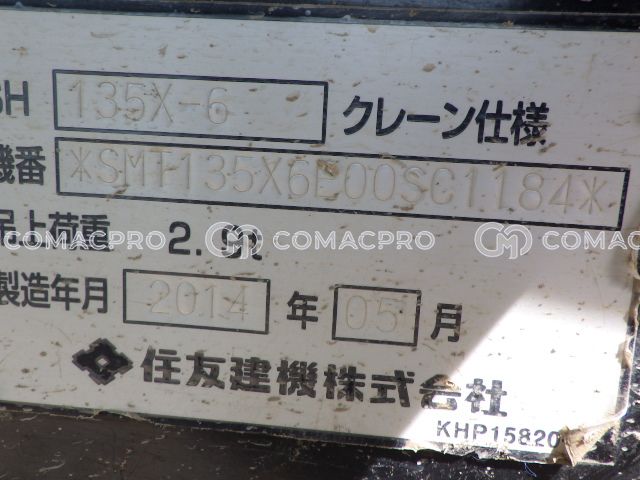 SH 135X-6 クレーン仕様
機番 *SMT135X6E00SC1184*
吊上荷重 2.9t
COMACPRO COMACPRO COMAC
製造年月 2014 年 05 月
住友建機株式会社
KHP15820